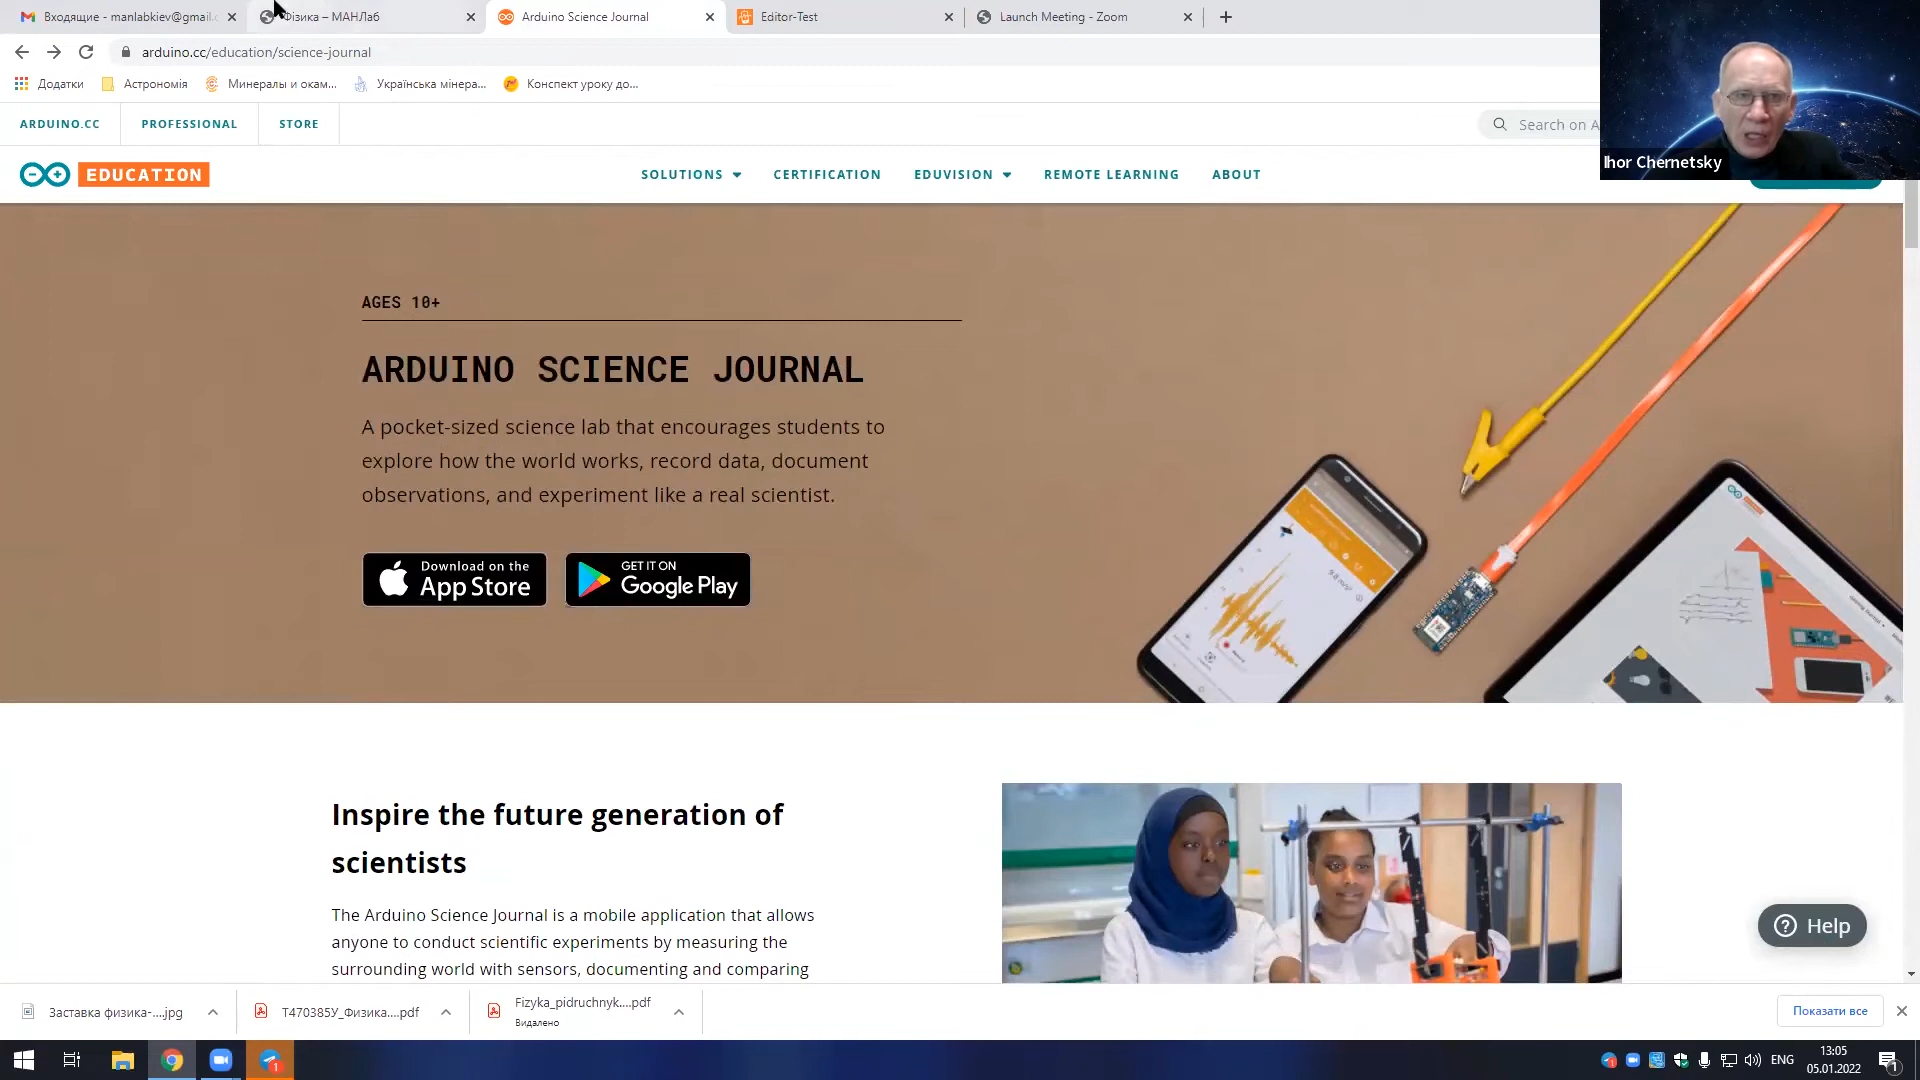 Входящие - manlabkiev@gmail.c
Фізика – МАНЛаб
Arduino Science Journal
Editor-Test
Launch Meeting - Zoom
arduino.cc/education/science-journal
Додатки
Астрономія
Минералы и окам...
Українська мінера...
Конспект уроку до...
ARDUINO.CC
PROFESSIONAL
STORE
Search on A
EDUCATION
SOLUTIONS
CERTIFICATION
EDUVISION
REMOTE LEARNING
ABOUT
Ihor Chernetsky
AGES 10+
ARDUINO SCIENCE JOURNAL
A pocket-sized science lab that encourages students to
explore how the world works, record data, document
observations, and experiment like a real scientist.
Download on the
App Store
GET IT ON
Google Play
Inspire the future generation of
scientists
The Arduino Science Journal is a mobile application that allows
anyone to conduct scientific experiments by measuring the
surrounding world with sensors, documenting and comparing
Help
Заставка физика-....jpg
Т470385У_Физика....pdf
Fizyka_pidruchnyk....pdf
Видалено
Показати все
ENG
13:05
05.01.2022